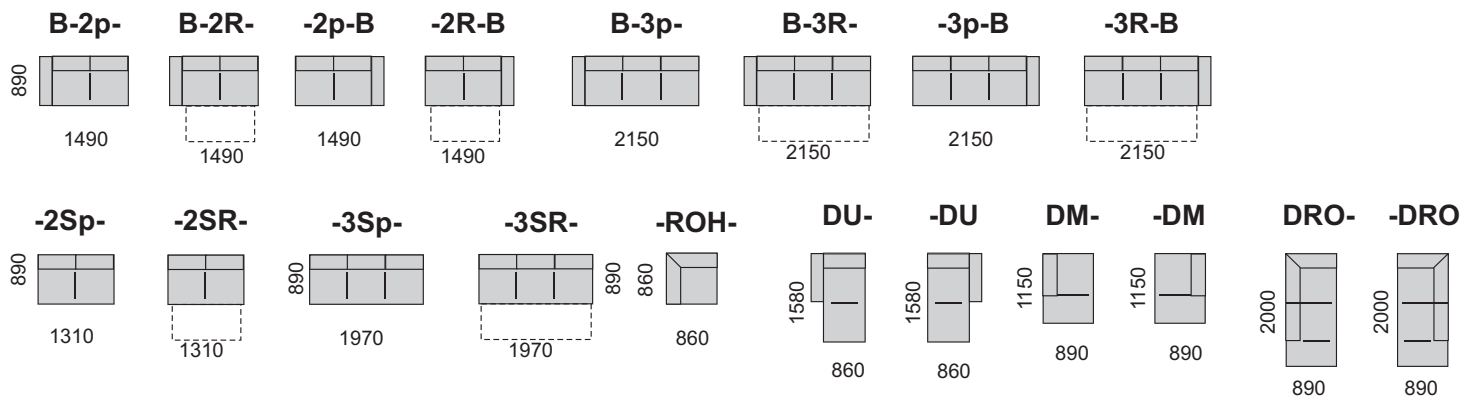 B-2p- B-2R- -2p-B -2R-B B-3p- B-3R- -3p-B -3R-B
890
1490 1490 1490 1490 2150 2150 2150 2150
-2Sp- -2SR- -3Sp- -3SR- -ROH- DU- -DU DM- -DM DRO- -DRO
890 890 890 860 1580 1580 1150 1150 2000 2000
1310 1310 1970 1970 860 860 860 890 890 890 890